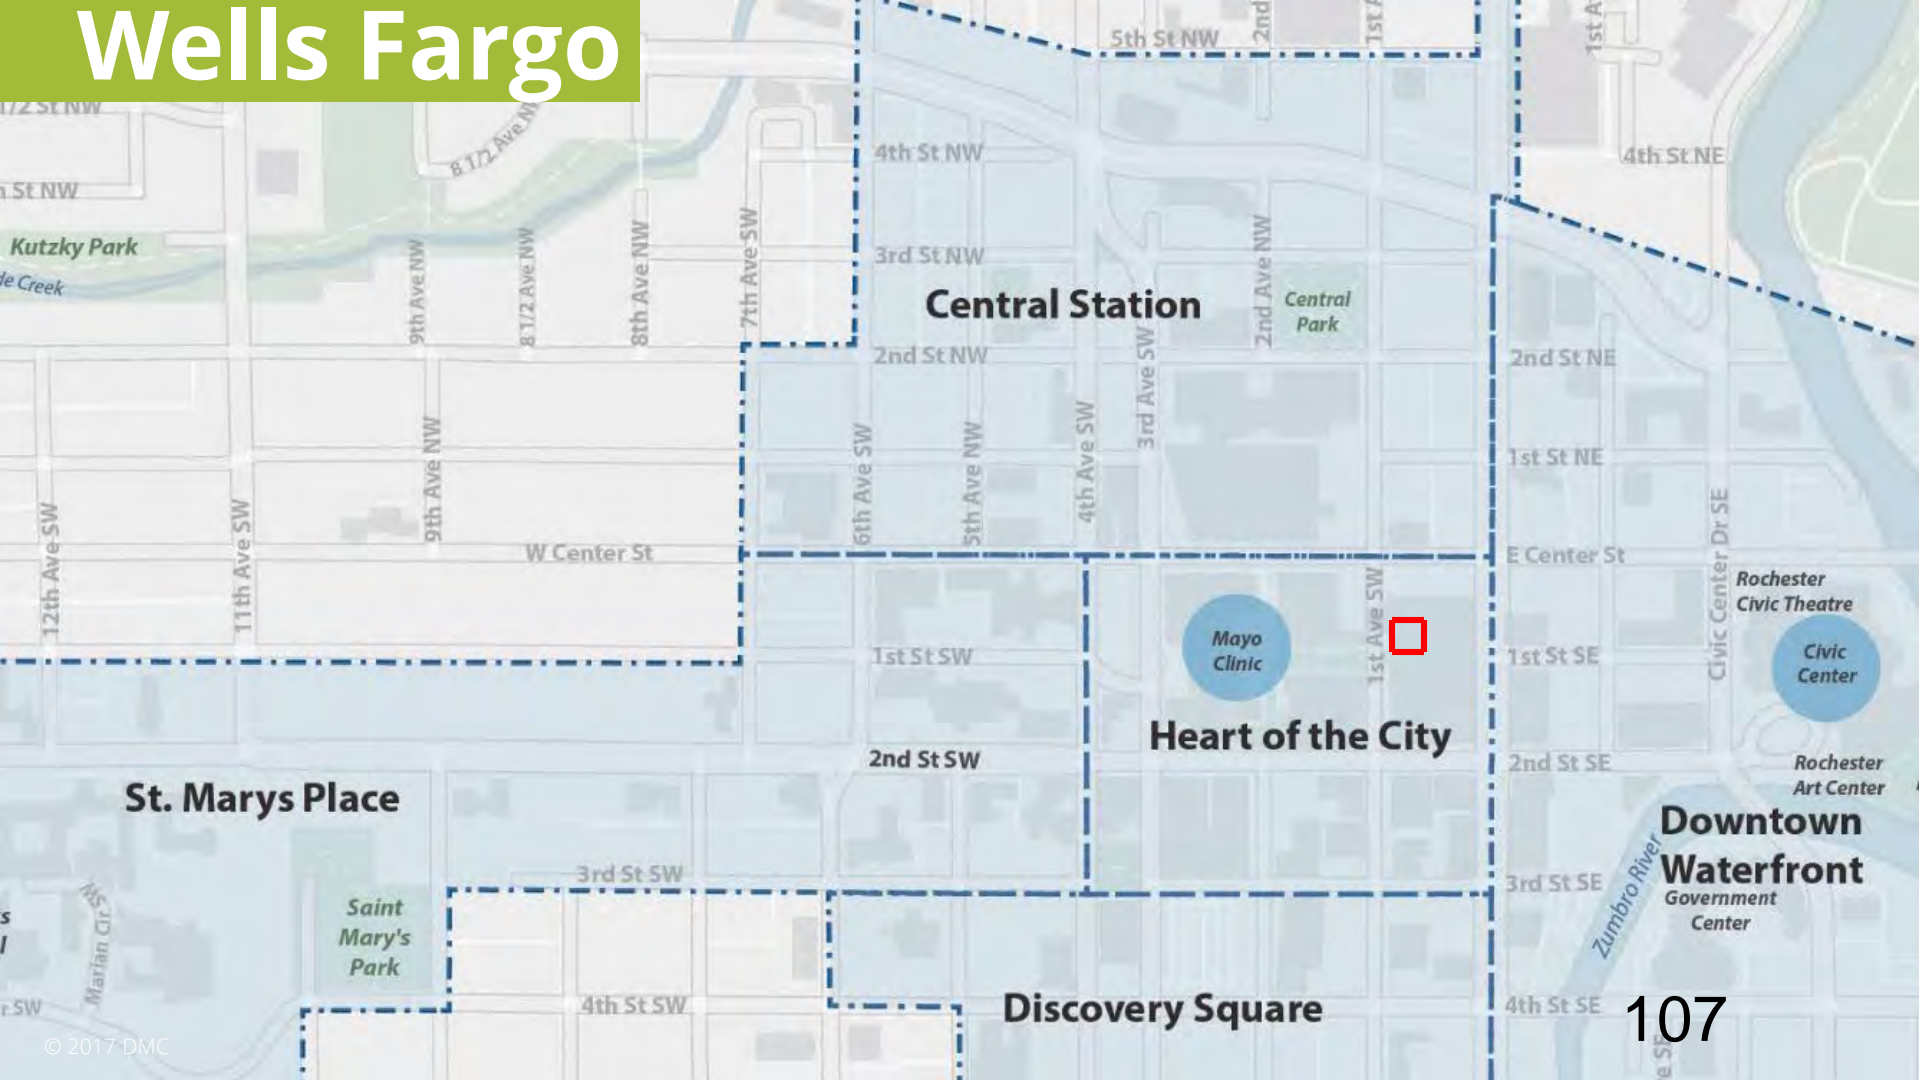 Wells Fargo
5th St NW
2nd
1st A
1st A
1/2 St NW
8 1/2 Ave NW
4th St NW
4th St NE
h St NW
Kutzky Park
de Creek
9th Ave NW
8 1/2 Ave NW
8th Ave NW
7th Ave SW
3rd St NW
Central Station
2nd Ave NW
Central
Park
2nd St NW
3rd Ave SW
2nd St NE
9th Ave NW
6th Ave SW
5th Ave NW
4th Ave SW
1st St NE
12th Ave SW
11th Ave SW
W Center St
E Center St
Civic Center Dr SE
Rochester
Civic Theatre
1st Ave SW
Mayo
Clinic
1st St SW
1st St SE
Civic
Center
Heart of the City
2nd St SW
2nd St SE
Rochester
Art Center
St. Marys Place
Downtown
Waterfront
3rd St SW
3rd St SE
Zumbro River
Government
Center
Saint
Mary's
Park
s
l
Marian Cir SW
r SW
4th St SW
Discovery Square
4th St SE
107
e SE
© 2017 DMC